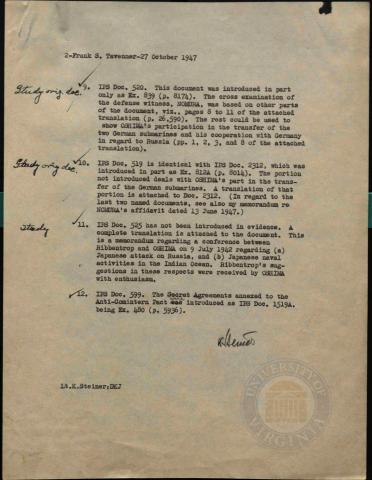 2-Frank S. Tavenner-27 October 1947
Study orig doc. ✓9. IPS Doc. 520. This document was introduced in part
only as Ex. 839 (p. 8174). The cross examination of
the defense witness, NOMURA, was based on other parts
of the document, viz., pages 8 to 11 of the attached
translation (p. 26,590). The rest could be used to
show OSHIMA's participation in the transfer of the
two German submarines and his cooperation with Germany
in regard to Russia (pp. 1, 2, 3, and 8 of the attached
translation).
Study orig doc. ✓10. IPS Doc. 519 is identical with IPS Doc. 2312, which was
introduced in part as Ex. 812A (p. 8014). The portion
not introduced deals with OSHIMA's part in the trans-
fer of the German submarines. A translation of that
portion is attached to Doc. 2312. (In regard to the
last two named documents, see also my memorandum re
NOMURA's affidavit dated 13 June 1947.)
Study ✓11. IPS Doc. 525 has not been introduced in evidence. A
complete translation is attached to the document. This
is a memorandum regarding a conference between
Ribbentrop and OSHIMA on 9 July 1942 regarding (a)
Japanese attack on Russia, and (b) Japanese naval
activities in the Indian Ocean. Ribbentrop's sug-
gestions in these respects were received by OSHIMA
with enthusiasm.
✓12. IPS Doc. 599. The Secret Agreements annexed to the
Anti-Comintern Pact was introduced as IPS Doc. 1519A,
being Ex. 480 (p. 5936).
K Steiner
Lt.K.Steiner:DKJ
UNIVERSITY OF VIRGINIA